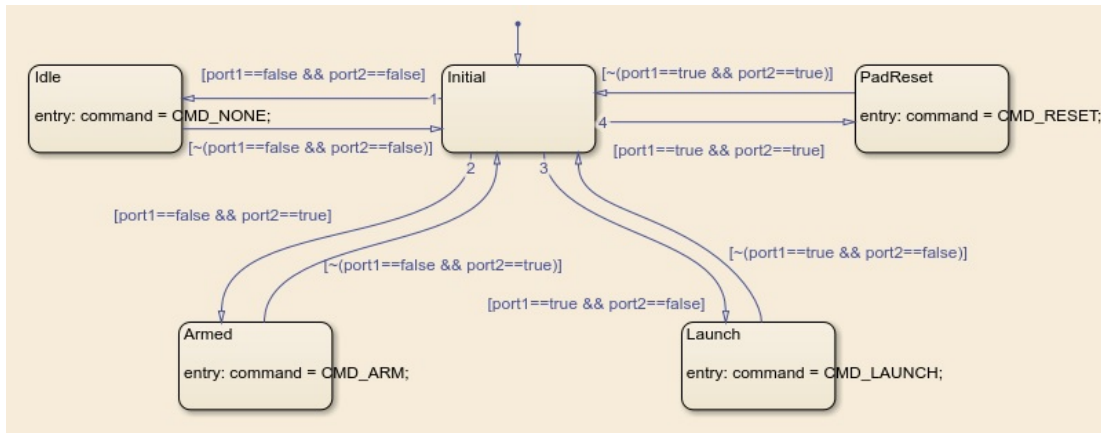 Idle
[port1==false && port2==false]
Initial
[~(port1==true && port2==true)]
PadReset
1
entry: command = CMD_NONE;
4
entry: command = CMD_RESET;
[~(port1==false && port2==false)]
[port1==true && port2==true]
2
3
[port1==false && port2==true]
[~(port1==true && port2==false)]
[~(port1==false && port2==true)]
[port1==true && port2==false]
Armed
Launch
entry: command = CMD_ARM;
entry: command = CMD_LAUNCH;